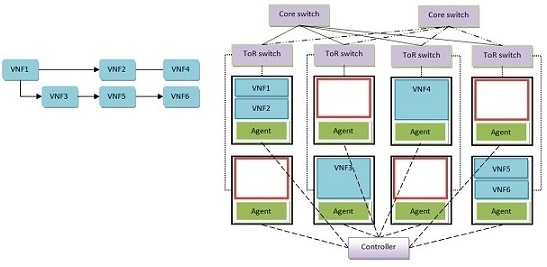 Core switch Core switch
ToR switch ToR switch ToR switch ToR switch
VNF1 VNF2 VNF4
VNF3 VNF5 VNF6
VNF1 VNF4
VNF2
Agent Agent Agent Agent
VNF3 VNF5
VNF6
Agent Agent Agent Agent
Controller